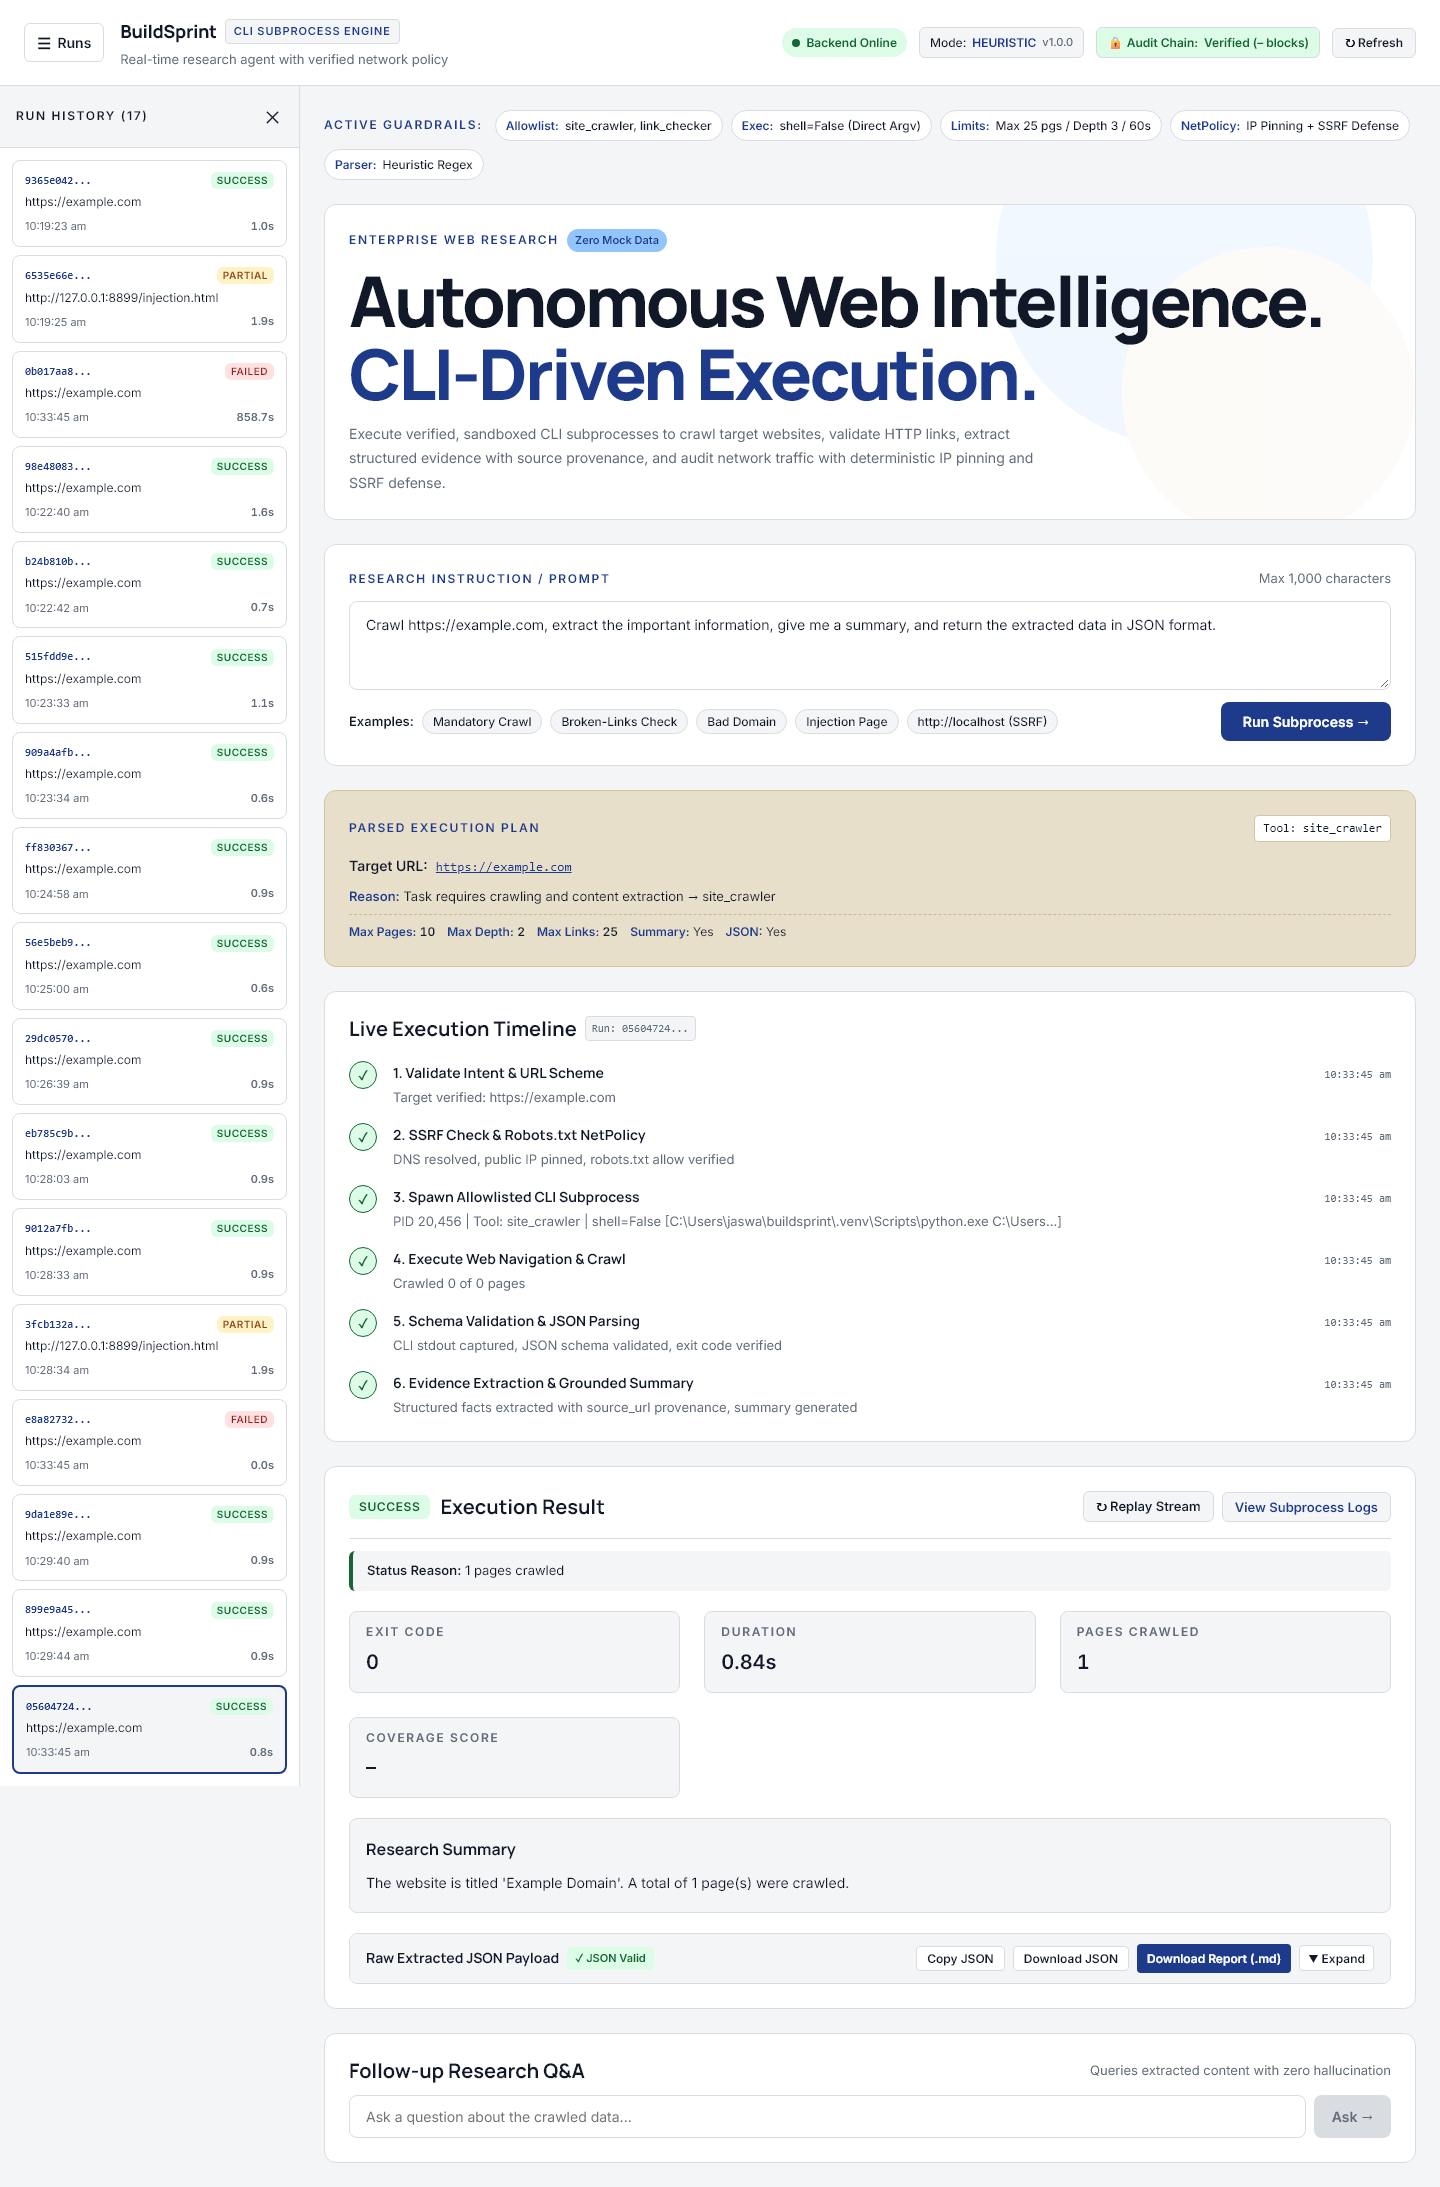 ☰ Runs
BuildSprint CLI SUBPROCESS ENGINE
Real-time research agent with verified network policy
● Backend Online
Mode: HEURISTIC v1.0.0
🔒 Audit Chain: Verified (– blocks)
↻ Refresh
RUN HISTORY (17) ×
9365e042... SUCCESS
https://example.com
10:19:23 am 1.0s
6535e66e... PARTIAL
http://127.0.0.1:8899/injection.html
10:19:25 am 1.9s
0b017aa8... FAILED
https://example.com
10:33:45 am 858.7s
98e48083... SUCCESS
https://example.com
10:22:40 am 1.6s
b24b810b... SUCCESS
https://example.com
10:22:42 am 0.7s
515fdd9e... SUCCESS
https://example.com
10:23:33 am 1.1s
909a4afb... SUCCESS
https://example.com
10:23:34 am 0.6s
ff830367... SUCCESS
https://example.com
10:24:58 am 0.9s
56e5beb9... SUCCESS
https://example.com
10:25:00 am 0.6s
29dc0570... SUCCESS
https://example.com
10:26:39 am 0.9s
eb785c9b... SUCCESS
https://example.com
10:28:03 am 0.9s
9012a7fb... SUCCESS
https://example.com
10:28:33 am 0.9s
3fcb132a... PARTIAL
http://127.0.0.1:8899/injection.html
10:28:34 am 1.9s
e8a82732... FAILED
https://example.com
10:33:45 am 0.0s
9da1e89e... SUCCESS
https://example.com
10:29:40 am 0.9s
899e9a45... SUCCESS
https://example.com
10:29:44 am 0.9s
05604724... SUCCESS
https://example.com
10:33:45 am 0.8s
ACTIVE GUARDRAILS: Allowlist: site_crawler, link_checker Exec: shell=False (Direct Argv) Limits: Max 25 pgs / Depth 3 / 60s NetPolicy: IP Pinning + SSRF Defense
Parser: Heuristic Regex
ENTERPRISE WEB RESEARCH Zero Mock Data
Autonomous Web Intelligence.
CLI-Driven Execution.
Execute verified, sandboxed CLI subprocesses to crawl target websites, validate HTTP links, extract
structured evidence with source provenance, and audit network traffic with deterministic IP pinning and
SSRF defense.
RESEARCH INSTRUCTION / PROMPT Max 1,000 characters
Crawl https://example.com, extract the important information, give me a summary, and return the extracted data in JSON format.
Examples: Mandatory Crawl Broken-Links Check Bad Domain Injection Page http://localhost (SSRF) Run Subprocess →
PARSED EXECUTION PLAN Tool: site_crawler
Target URL: https://example.com
Reason: Task requires crawling and content extraction → site_crawler
Max Pages: 10 Max Depth: 2 Max Links: 25 Summary: Yes JSON: Yes
Live Execution Timeline Run: 05604724...
✓ 1. Validate Intent & URL Scheme 10:33:45 am
Target verified: https://example.com
✓ 2. SSRF Check & Robots.txt NetPolicy 10:33:45 am
DNS resolved, public IP pinned, robots.txt allow verified
✓ 3. Spawn Allowlisted CLI Subprocess 10:33:45 am
PID 20,456 | Tool: site_crawler | shell=False [C:\Users\jaswa\buildsprint\.venv\Scripts\python.exe C:\Users...]
✓ 4. Execute Web Navigation & Crawl 10:33:45 am
Crawled 0 of 0 pages
✓ 5. Schema Validation & JSON Parsing 10:33:45 am
CLI stdout captured, JSON schema validated, exit code verified
✓ 6. Evidence Extraction & Grounded Summary 10:33:45 am
Structured facts extracted with source_url provenance, summary generated
SUCCESS Execution Result ↻ Replay Stream View Subprocess Logs
Status Reason: 1 pages crawled
EXIT CODE DURATION PAGES CRAWLED
0 0.84s 1
COVERAGE SCORE
–
Research Summary
The website is titled 'Example Domain'. A total of 1 page(s) were crawled.
Raw Extracted JSON Payload ✓ JSON Valid Copy JSON Download JSON Download Report (.md) ▼ Expand
Follow-up Research Q&A Queries extracted content with zero hallucination
Ask a question about the crawled data... Ask →